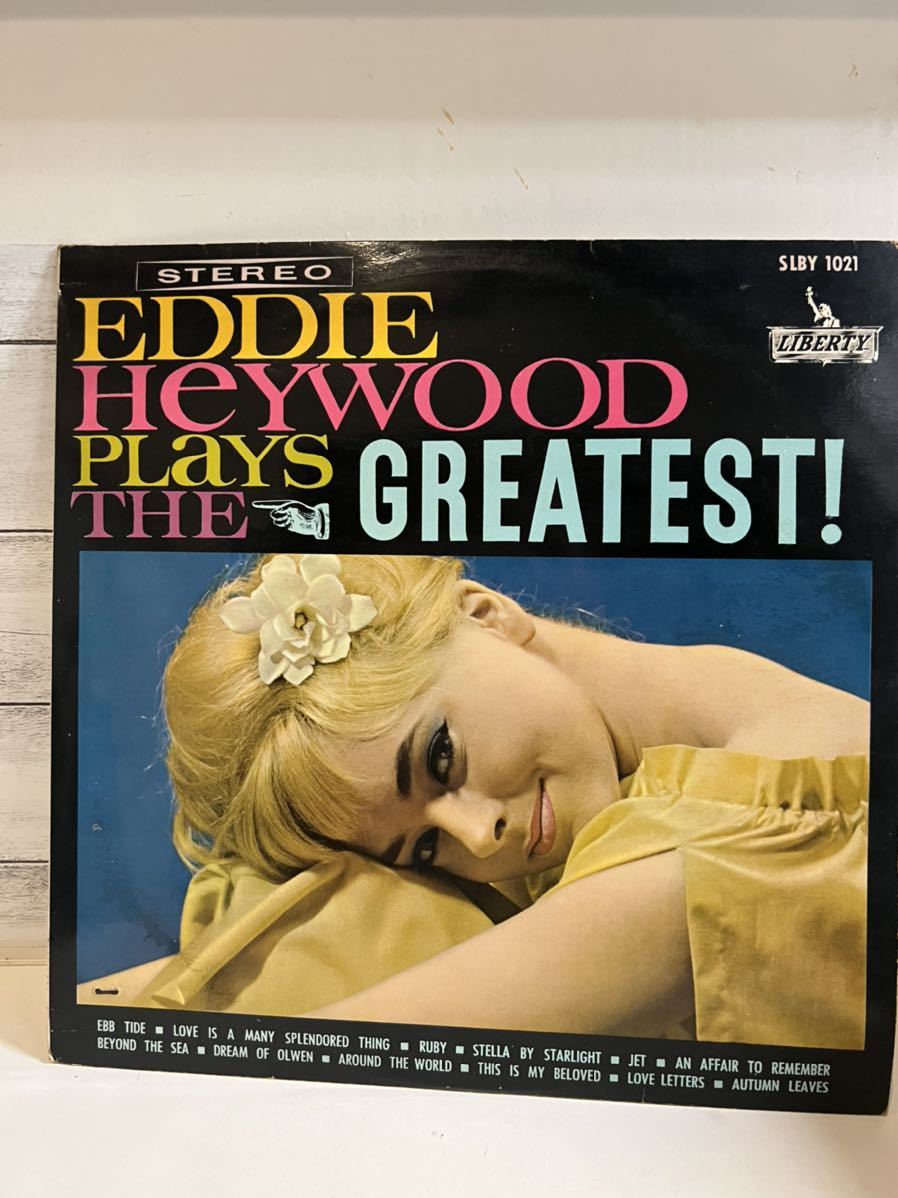 STEREO
SLBY 1021
LIBERTY
EDDIE
HeYWOOD
PLaYS
THE GREATEST!
EBB TIDE ■ LOVE IS A MANY SPLENDORED THING ■ RUBY ■ STELLA BY STARLIGHT ■ JET ■ AN AFFAIR TO REMEMBER
BEYOND THE SEA ■ DREAM OF OLWEN ■ AROUND THE WORLD ■ THIS IS MY BELOVED ■ LOVE LETTERS ■ AUTUMN LEAVES